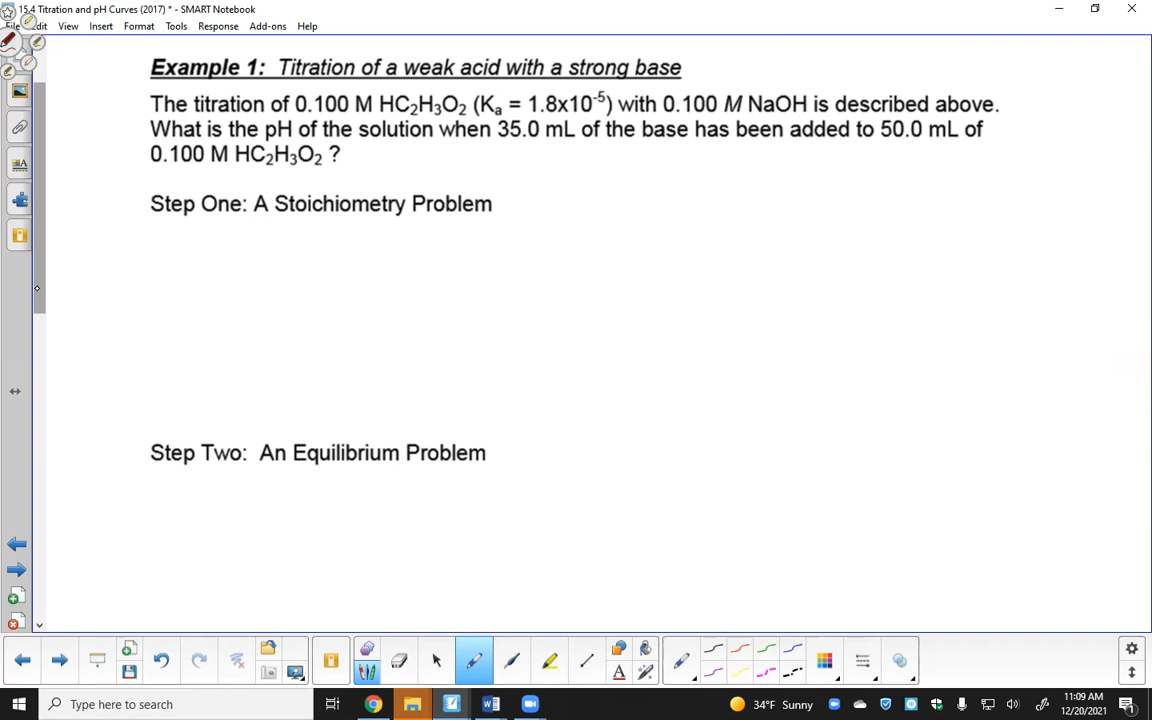 15.4 Titration and pH Curves (2017) * - SMART Notebook
File Edit View Insert Format Tools Response Add-ons Help
Example 1: Titration of a weak acid with a strong base
The titration of 0.100 M HC₂H₃O₂ (Kₐ = 1.8x10⁻⁵) with 0.100 M NaOH is described above.
What is the pH of the solution when 35.0 mL of the base has been added to 50.0 mL of
0.100 M HC₂H₃O₂ ?
Step One: A Stoichiometry Problem
Step Two: An Equilibrium Problem
Type here to search
34°F Sunny
11:09 AM
12/20/2021